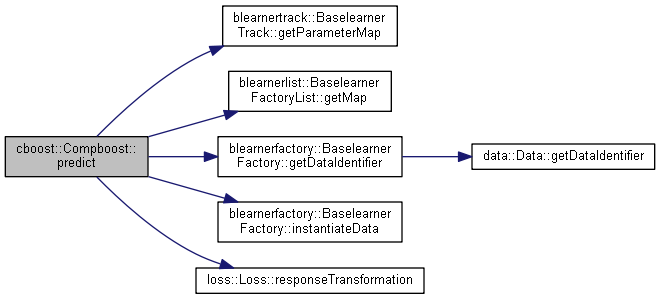 blearnertrack::Baselearner
Track::getParameterMap
blearnerlist::Baselearner
FactoryList::getMap
cboost::Compboost::
predict
blearnerfactory::Baselearner
Factory::getDataIdentifier
data::Data::getDataIdentifier
blearnerfactory::Baselearner
Factory::instantiateData
loss::Loss::responseTransformation